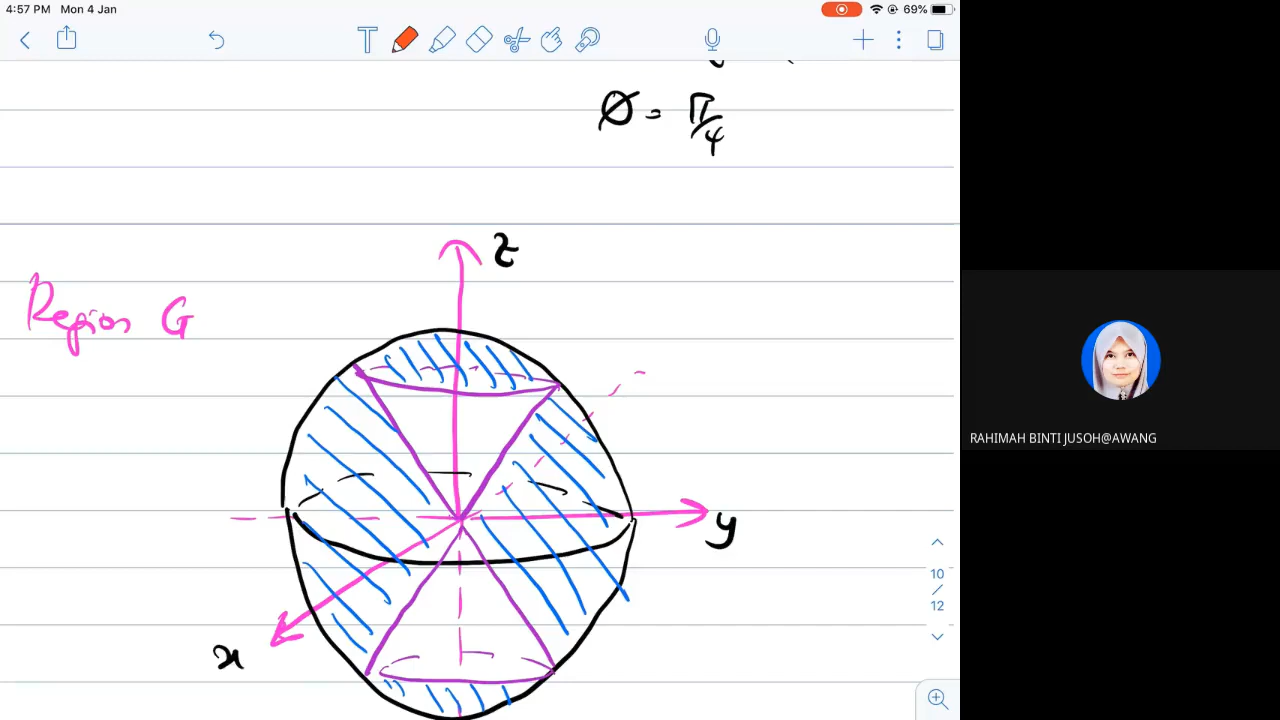 4:57 PM Mon 4 Jan
69%
T
Ø = π/4
z
Region G
y
x
10
/
12
RAHIMAH BINTI JUSOH@AWANG